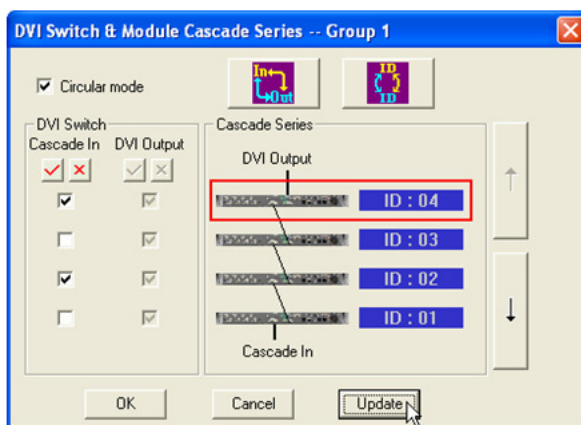 DVI Switch & Module Cascade Series -- Group 1
Circular mode
In
Out
ID
ID
DVI Switch
Cascade In DVI Output
Cascade Series
DVI Output
ID : 04
ID : 03
ID : 02
ID : 01
Cascade In
OK Cancel Update